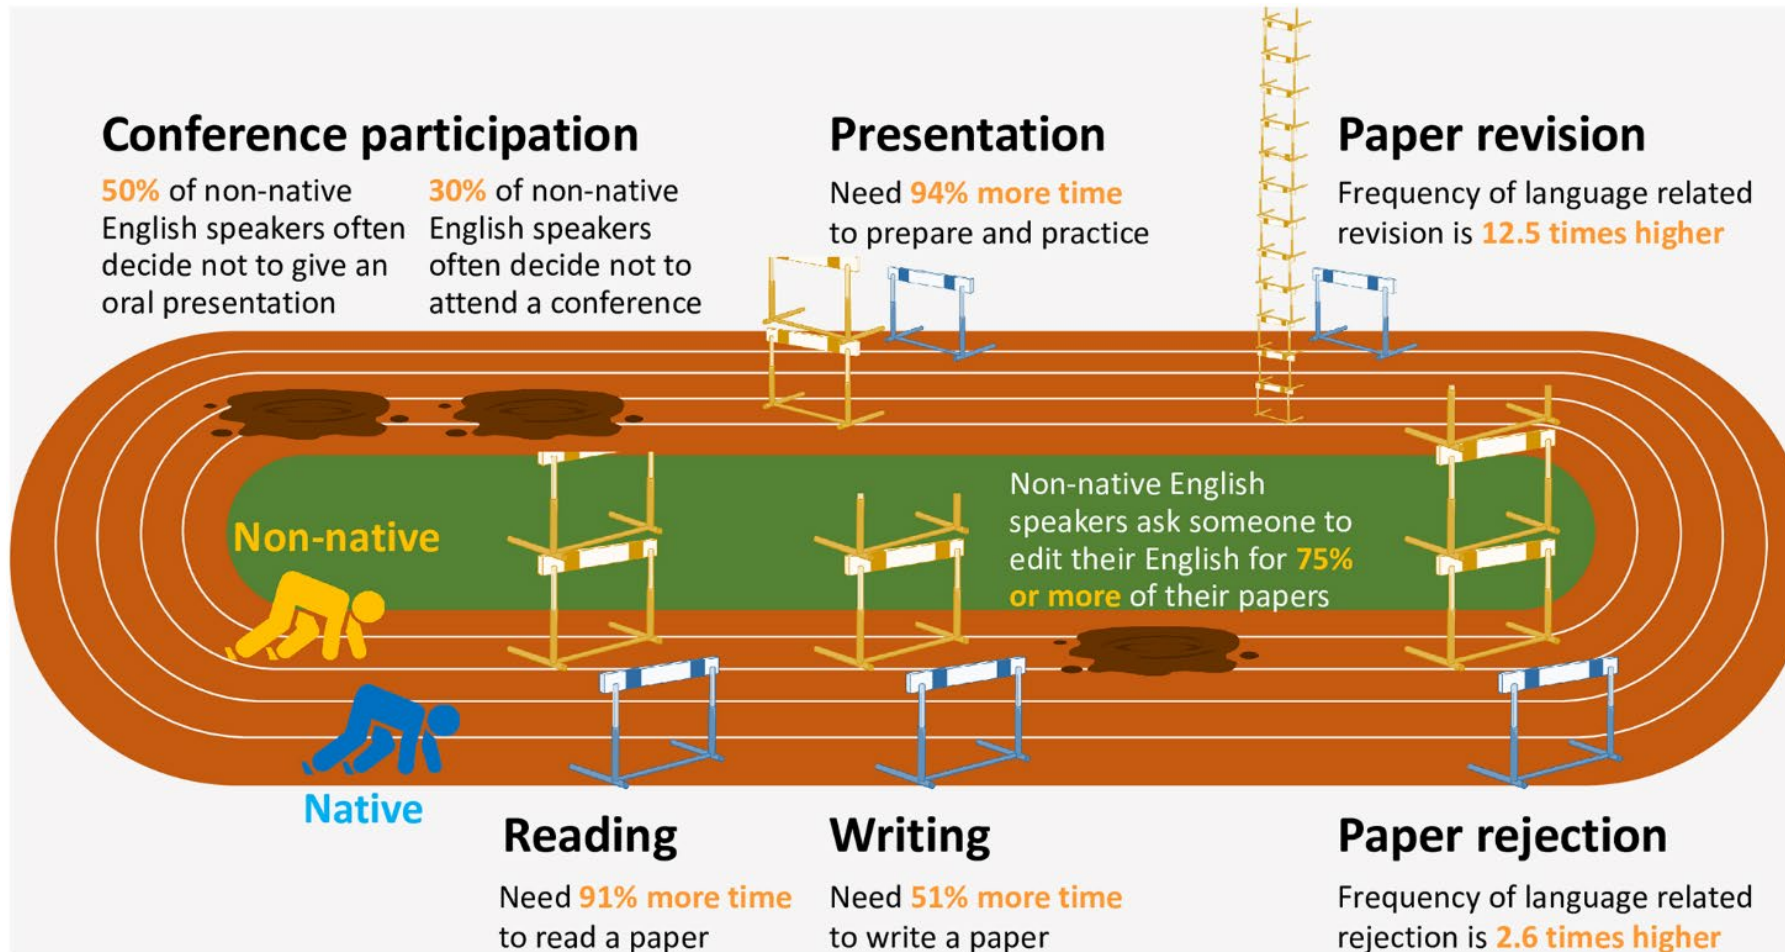 Conference participation
50% of non-native
English speakers often
decide not to give an
oral presentation
30% of non-native
English speakers
often decide not to
attend a conference
Presentation
Need 94% more time
to prepare and practice
Paper revision
Frequency of language related
revision is 12.5 times higher
Non-native English
speakers ask someone to
edit their English for 75%
or more of their papers
Non-native
Native
Reading
Need 91% more time
to read a paper
Writing
Need 51% more time
to write a paper
Paper rejection
Frequency of language related
rejection is 2.6 times higher